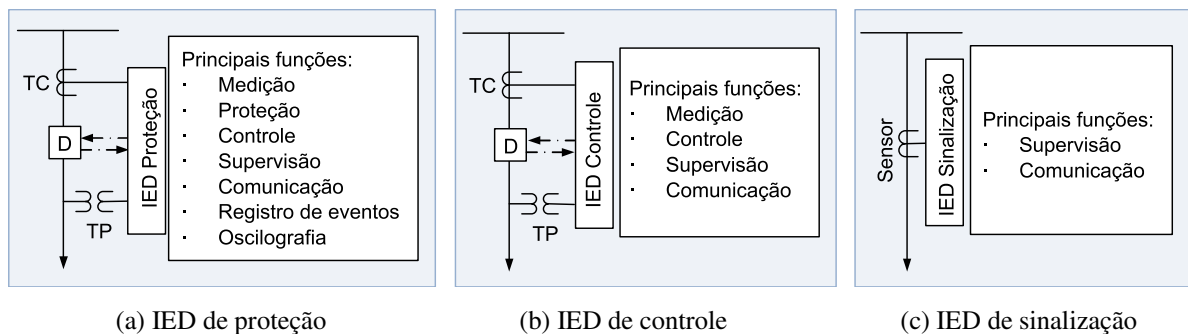 TC
D
TP
IED Proteção
Principais funções:
· Medição
· Proteção
· Controle
· Supervisão
· Comunicação
· Registro de eventos
· Oscilografia
(a) IED de proteção
TC
D
TP
IED Controle
Principais funções:
· Medição
· Controle
· Supervisão
· Comunicação
(b) IED de controle
Sensor
IED Sinalização
Principais funções:
· Supervisão
· Comunicação
(c) IED de sinalização